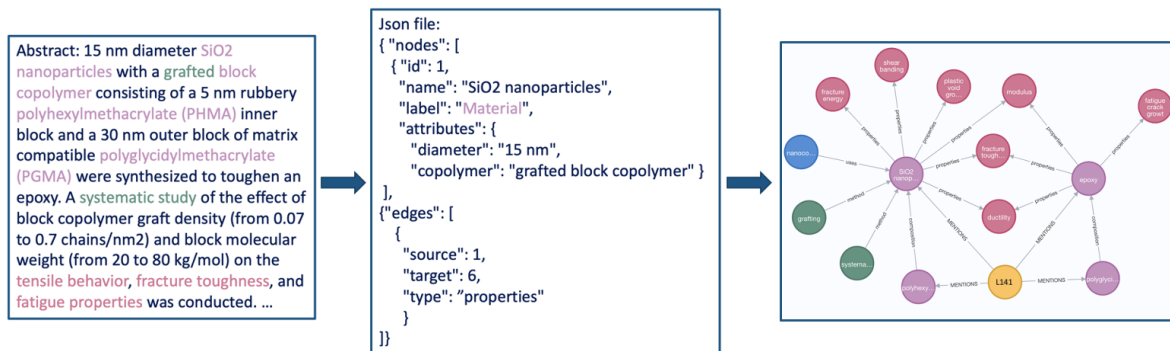 Abstract: 15 nm diameter SiO2
nanoparticles with a grafted block
copolymer consisting of a 5 nm rubbery
polyhexylmethacrylate (PHMA) inner
block and a 30 nm outer block of matrix
compatible polyglycidylmethacrylate
(PGMA) were synthesized to toughen an
epoxy. A systematic study of the effect of
block copolymer graft density (from 0.07
to 0.7 chains/nm2) and block molecular
weight (from 20 to 80 kg/mol) on the
tensile behavior, fracture toughness, and
fatigue properties was conducted. ...
Json file:
{ "nodes": [
{ "id": 1,
"name": "SiO2 nanoparticles",
"label": "Material",
"attributes": {
"diameter": "15 nm",
"copolymer": "grafted block copolymer" }
],
{"edges": [
{
"source": 1,
"target": 6,
"type": ”properties"
}
]}
shear
banding
fracture
energy
plastic
void
gro...
modulus
fatigue
crack
growt
properties
properties
properties
properties
properties
properties
nanoco...
uses
SiO2
nanop...
properties
fracture
tough...
properties
epoxy
grafting
method
properties
ductility
properties
method
systema...
composition
MENTIONS
MENTIONS
composition
polyhexy...
MENTIONS
L141
MENTIONS
polyglyci...